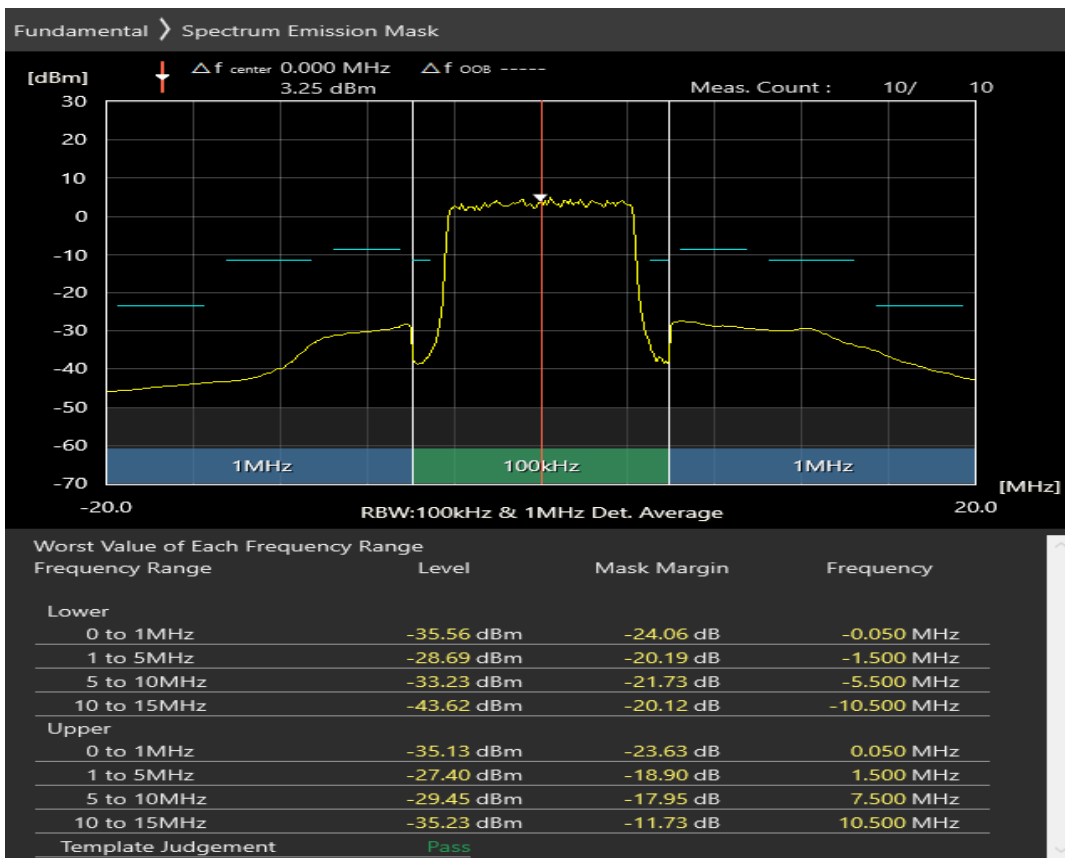 Fundamental ❯ Spectrum Emission Mask
△f center 0.000 MHz △f OOB -----
[dBm]
3.25 dBm Meas. Count : 10/ 10
30
20
10
0
-10
-20
-30
-40
-50
-60
1MHz 100kHz 1MHz
-70
[MHz]
-20.0 RBW:100kHz & 1MHz Det. Average 20.0
Worst Value of Each Frequency Range
Frequency Range Level Mask Margin Frequency
Lower
0 to 1MHz -35.56 dBm -24.06 dB -0.050 MHz
1 to 5MHz -28.69 dBm -20.19 dB -1.500 MHz
5 to 10MHz -33.23 dBm -21.73 dB -5.500 MHz
10 to 15MHz -43.62 dBm -20.12 dB -10.500 MHz
Upper
0 to 1MHz -35.13 dBm -23.63 dB 0.050 MHz
1 to 5MHz -27.40 dBm -18.90 dB 1.500 MHz
5 to 10MHz -29.45 dBm -17.95 dB 7.500 MHz
10 to 15MHz -35.23 dBm -11.73 dB 10.500 MHz
Template Judgement Pass